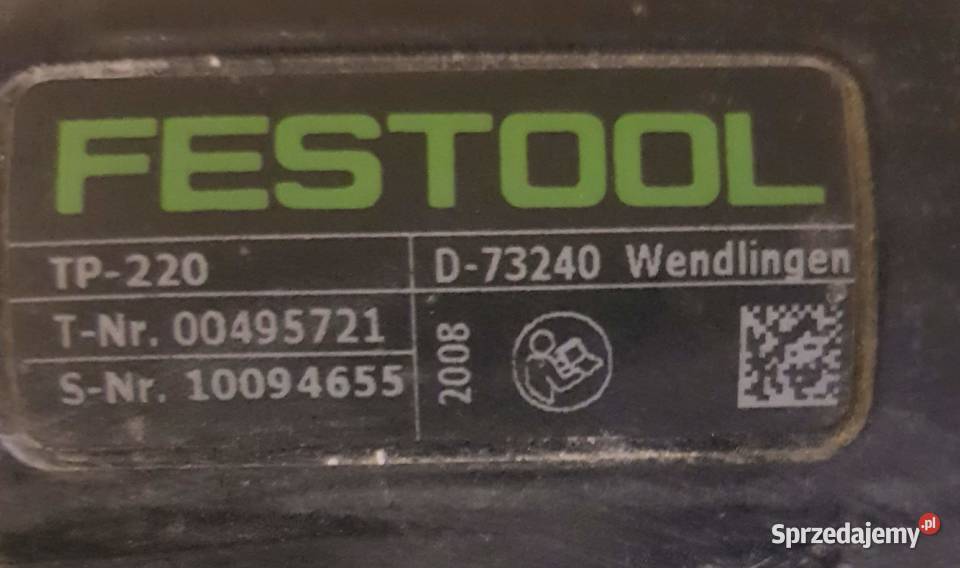 FESTOOL
TP-220
D-73240 Wendlingen
T-Nr. 00495721
S-Nr. 10094655
2008
Sprzedajemy.pl